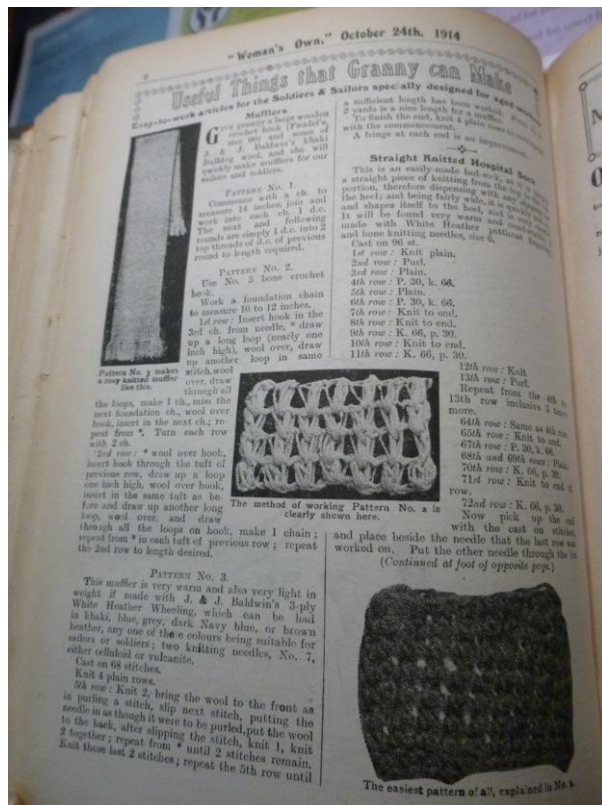 "Woman's Own," October 24th, 1914
Useful Things that Granny can Make
Easy-to-work articles for the Soldiers & Sailors specially designed for aged workers
Mufflers
GIVE granny a large wooden
crochet hook (
size 00) and some of
J. & J. Baldwin's khaki
Bulldog wool, and she will
quickly make mufflers for our
sailors and soldiers.
PATTERN No. 1.
Commence with a ch. to
measure 14 inches, join and
work into each ch. 1 d.c.
The next and following
rounds are simply 1 d.c. into 2
top threads of d.c. of previous
round to length required.
PATTERN No. 2.
Use No. 5 bone crochet
hook.
Work a foundation chain
to measure 10 to 12 inches.
1st row: Insert hook in the
3rd ch. from needle, * draw
up a long loop (nearly one
inch high), wool over, draw
up another loop in same
stitch, wool
over, draw
through all
the loops, make 1 ch., miss the
next foundation ch., wool over
hook, insert in the next ch.; re-
peat from *. Turn each row
with 2 ch.
2nd row: * wool over hook,
insert hook through the tuft of
previous row, draw up a loop
one inch high, wool over hook,
insert in the same tuft as be-
fore and draw up another long
loop, wool over, and draw
through all the loops on hook, make 1 chain;
repeat from * in each tuft of previous row; repeat
the 2nd row to length desired.
Pattern No. 3 makes
a cosy knitted muffler
like this.
PATTERN No. 3.
This muffler is very warm and also very light in
weight if made with J. & J. Baldwin's 3-ply
White Heather Wheeling, which can be had
in khaki, blue, grey, dark Navy blue, or brown
heather, any one of these colours being suitable for
sailors or soldiers; two knitting needles, No. 7,
either celluloid or vulcanite.
Cast on 68 stitches.
Knit 4 plain rows.
5th row: Knit 2, bring the wool to the front as
in purling a stitch, slip next stitch, putting the
needle in as though it were to be purled, put the wool
to the back, after slipping the stitch, knit 1, knit
2 together; repeat from * until 2 stitches remain.
Knit those last 2 stitches; repeat the 5th row until
a sufficient length has been worked.
2 yards is a nice length for a muffler.
To finish the end, knit 4 plain rows to correspond
with the commencement.
A fringe at each end is an improvement.
Straight Knitted Hospital Sock
This is an easily-made bed-sock, as it is
a straight piece of knitting from the top to
portion, therefore dispensing with any
the heel; and being fairly wide, it is quickly
and shapes itself to the heel, and is very
It will be found very warm and comfortable
made with White Heather petticoat fingering,
and bone knitting needles, size 6.
Cast on 96 st.
1st row: Knit plain.
2nd row: Purl.
3rd row: Plain.
4th row: P. 30, k. 66.
5th row: Plain.
6th row: P. 30, k. 66.
7th row: Knit to end.
8th row: Knit to end.
9th row: K. 66, p. 30.
10th row: Knit to end.
11th row: K. 66, p. 30.
12th row: Knit
13th row: Purl.
Repeat from the 4th to
13th row inclusive times
more.
64th row: Same as 4th row.
65th row: Knit to end.
67th row: P. 30, k. 66.
68th and 69th rows: Plain.
70th row: K. 66, p. 30.
71st row: Knit to end of
row.
72nd row: K. 66, p. 30.
Now pick up the
with the cast on stitches,
and place beside the needle that the last row was
worked on. Put the other needle through the 1st
(Continued at foot of opposite page.)
The method of working Pattern No. 2 is
clearly shown here.
The easiest pattern of all, explained in No. 1.